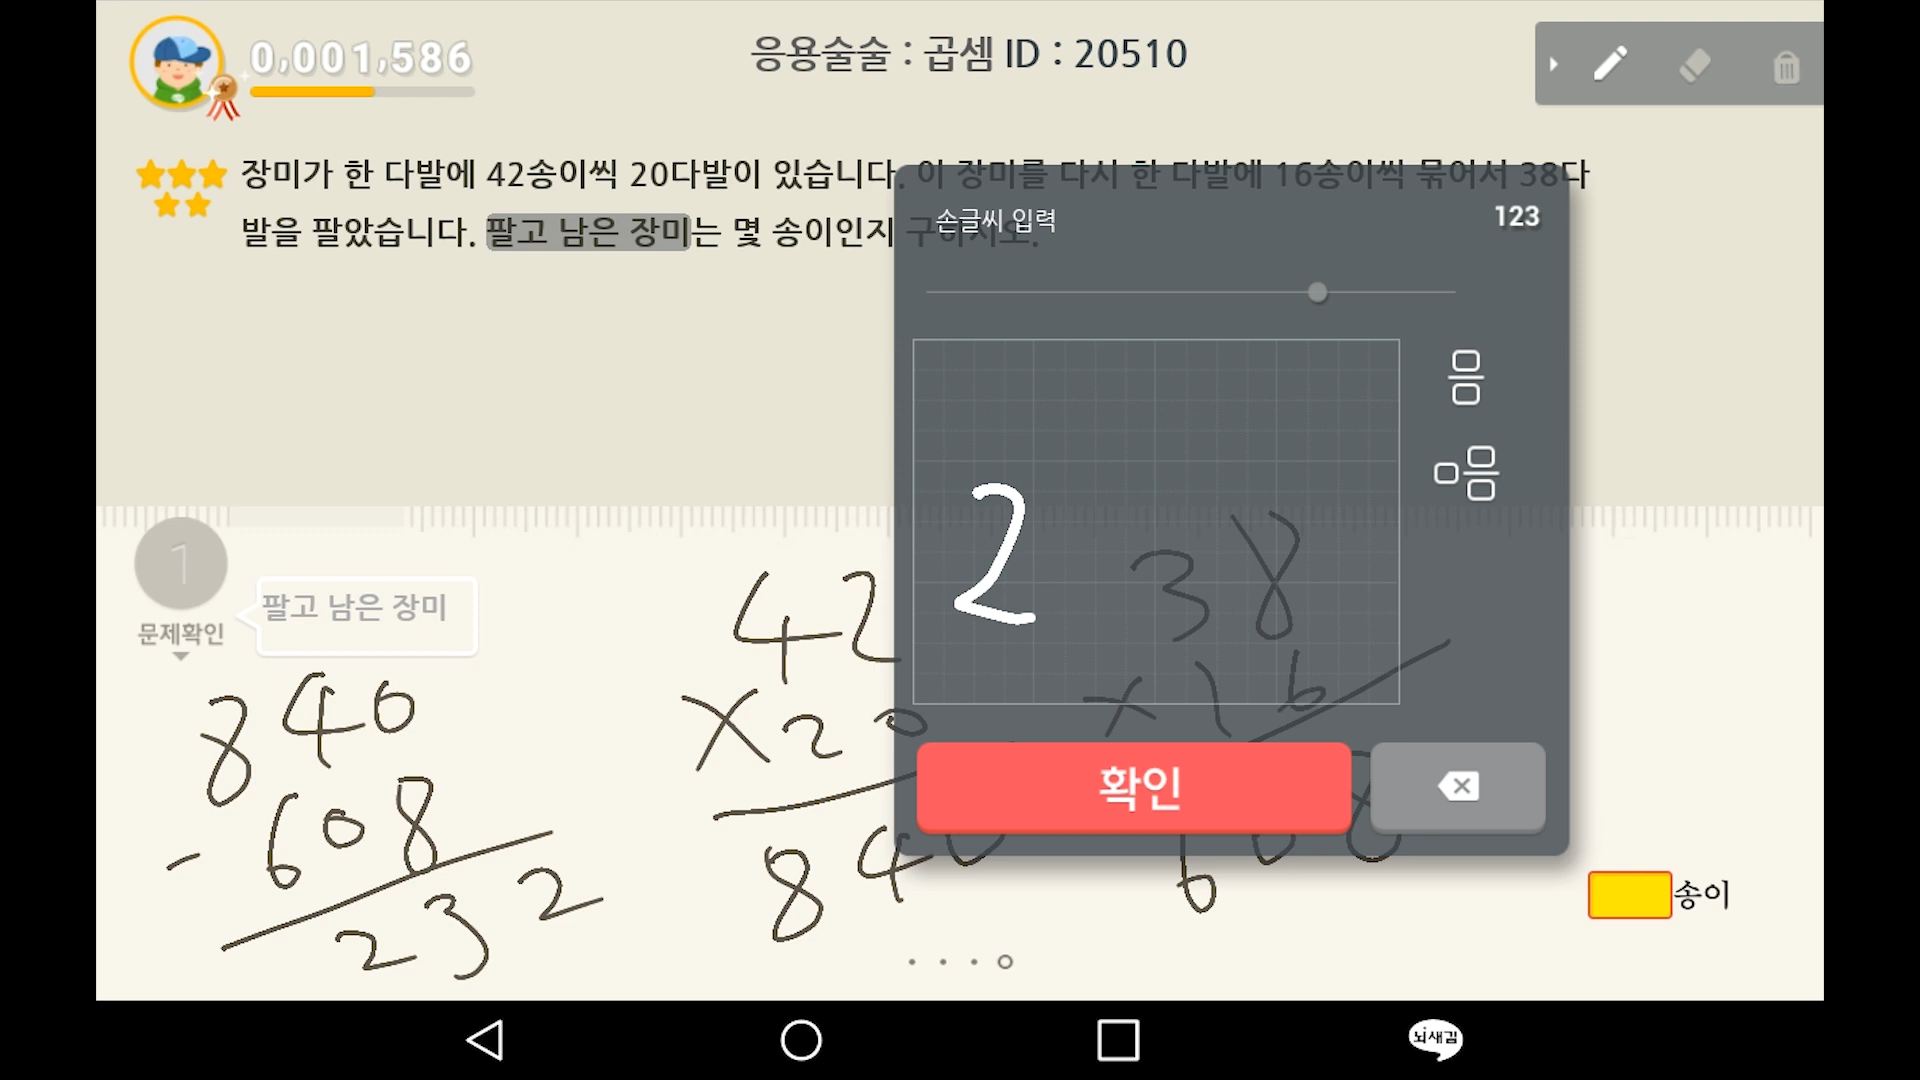 0,001,586
응용술술 : 곱셈 ID : 20510
장미가 한 다발에 42송이씩 20다발이 있습니다. 이 장미를 다시 한 다발에 16송이씩 묶어서 38다
발을 팔았습니다. 팔고 남은 장미는 몇 송이인지 구하시오.
손글씨 입력
123
음
ㅁ음
2
확인
1
문제확인
팔고 남은 장미
840
- 608
232
42
× 20
840
38
× 16
608
송이
뇌새김